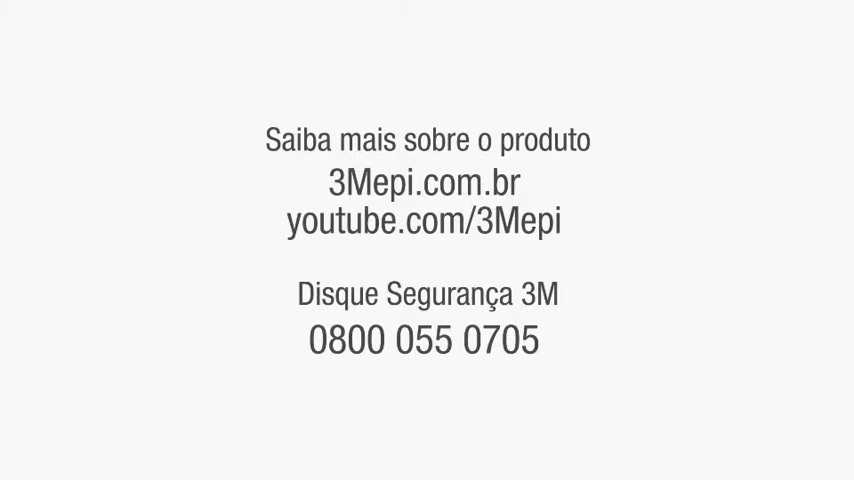 Saiba mais sobre o produto
3Mepi.com.br
youtube.com/3Mepi
Disque Segurança 3M
0800 055 0705